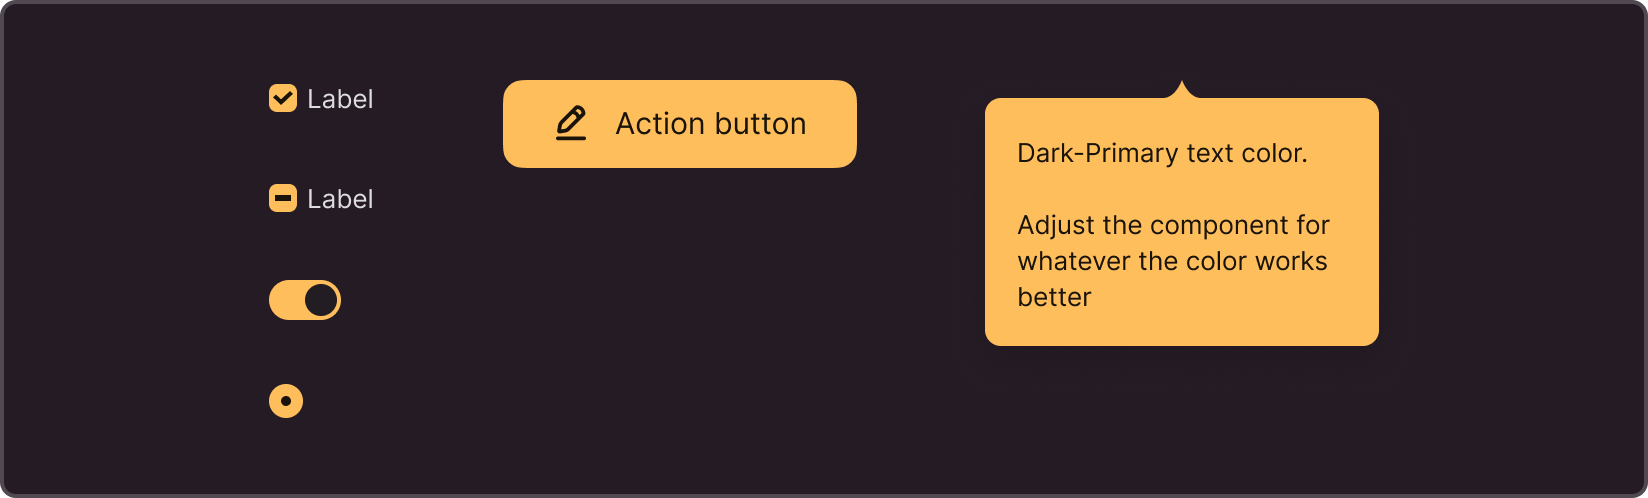 Label
Label
Action button
Dark-Primary text color.
Adjust the component for
whatever the color works
better